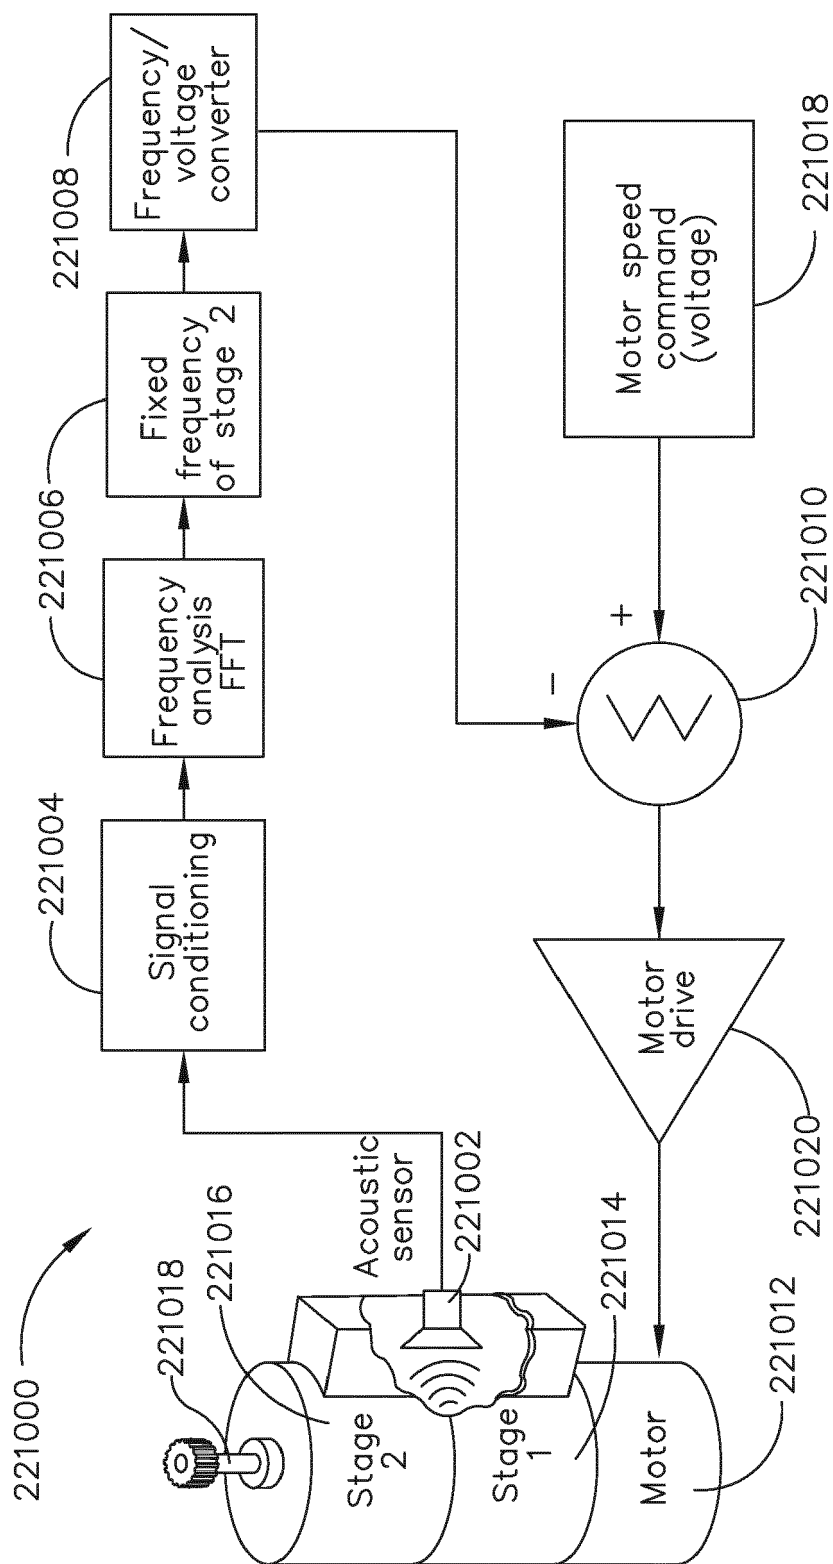 221000
221018
221016
Stage
2
Stage
1
Motor
221012
221014
Acoustic
sensor
221002
221004
Signal
conditioning
221006
Frequency
analysis
FFT
Fixed
frequency
of stage 2
221008
Frequency/
voltage
converter
Motor
drive
221020
-
+
221010
Motor speed
command
(voltage)
221018